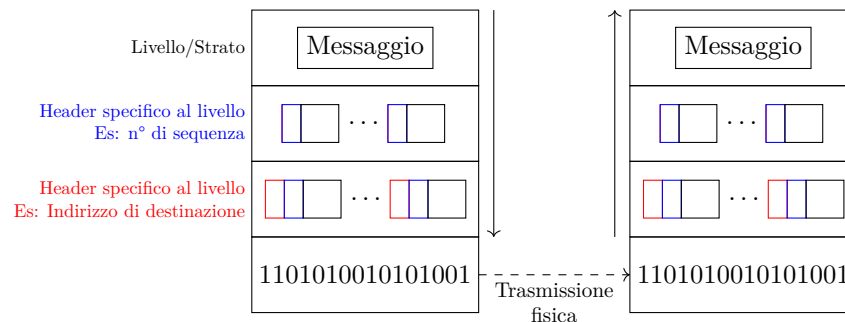 Livello/Strato
Messaggio
Messaggio
Header specifico al livello
Es: n° di sequenza
· · ·
· · ·
· · ·
· · ·
Header specifico al livello
Es: Indirizzo di destinazione
· · ·
· · ·
· · ·
· · ·
1101010010101001
Trasmissione
fisica
1101010010101001